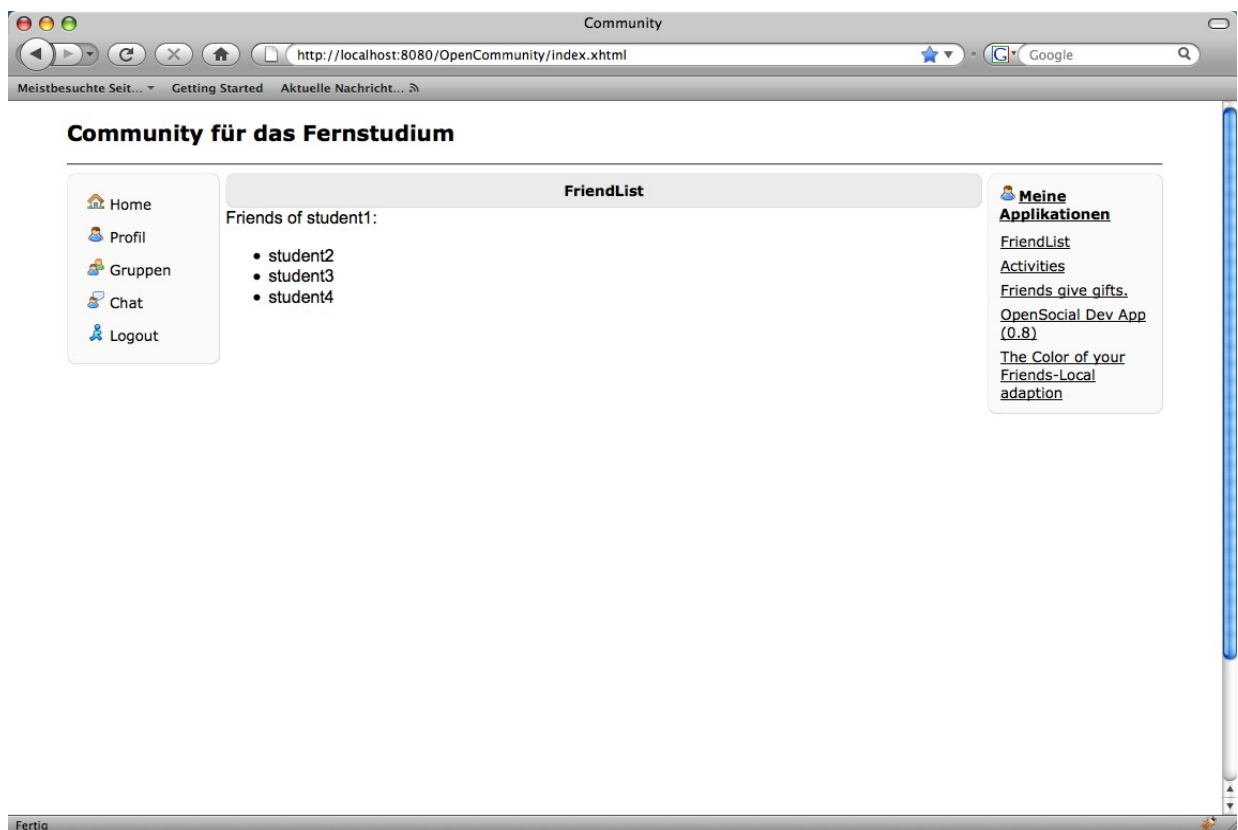 Community
http://localhost:8080/OpenCommunity/index.xhtml
G
Google
Meistbesuchte Seit...
Getting Started
Aktuelle Nachricht...
Community für das Fernstudium
Home
Profil
Gruppen
Chat
Logout
FriendList
Friends of student1:
• student2
• student3
• student4
Meine
Applikationen
FriendList
Activities
Friends give gifts.
OpenSocial Dev App
(0.8)
The Color of your
Friends-Local
adaption
Fertig